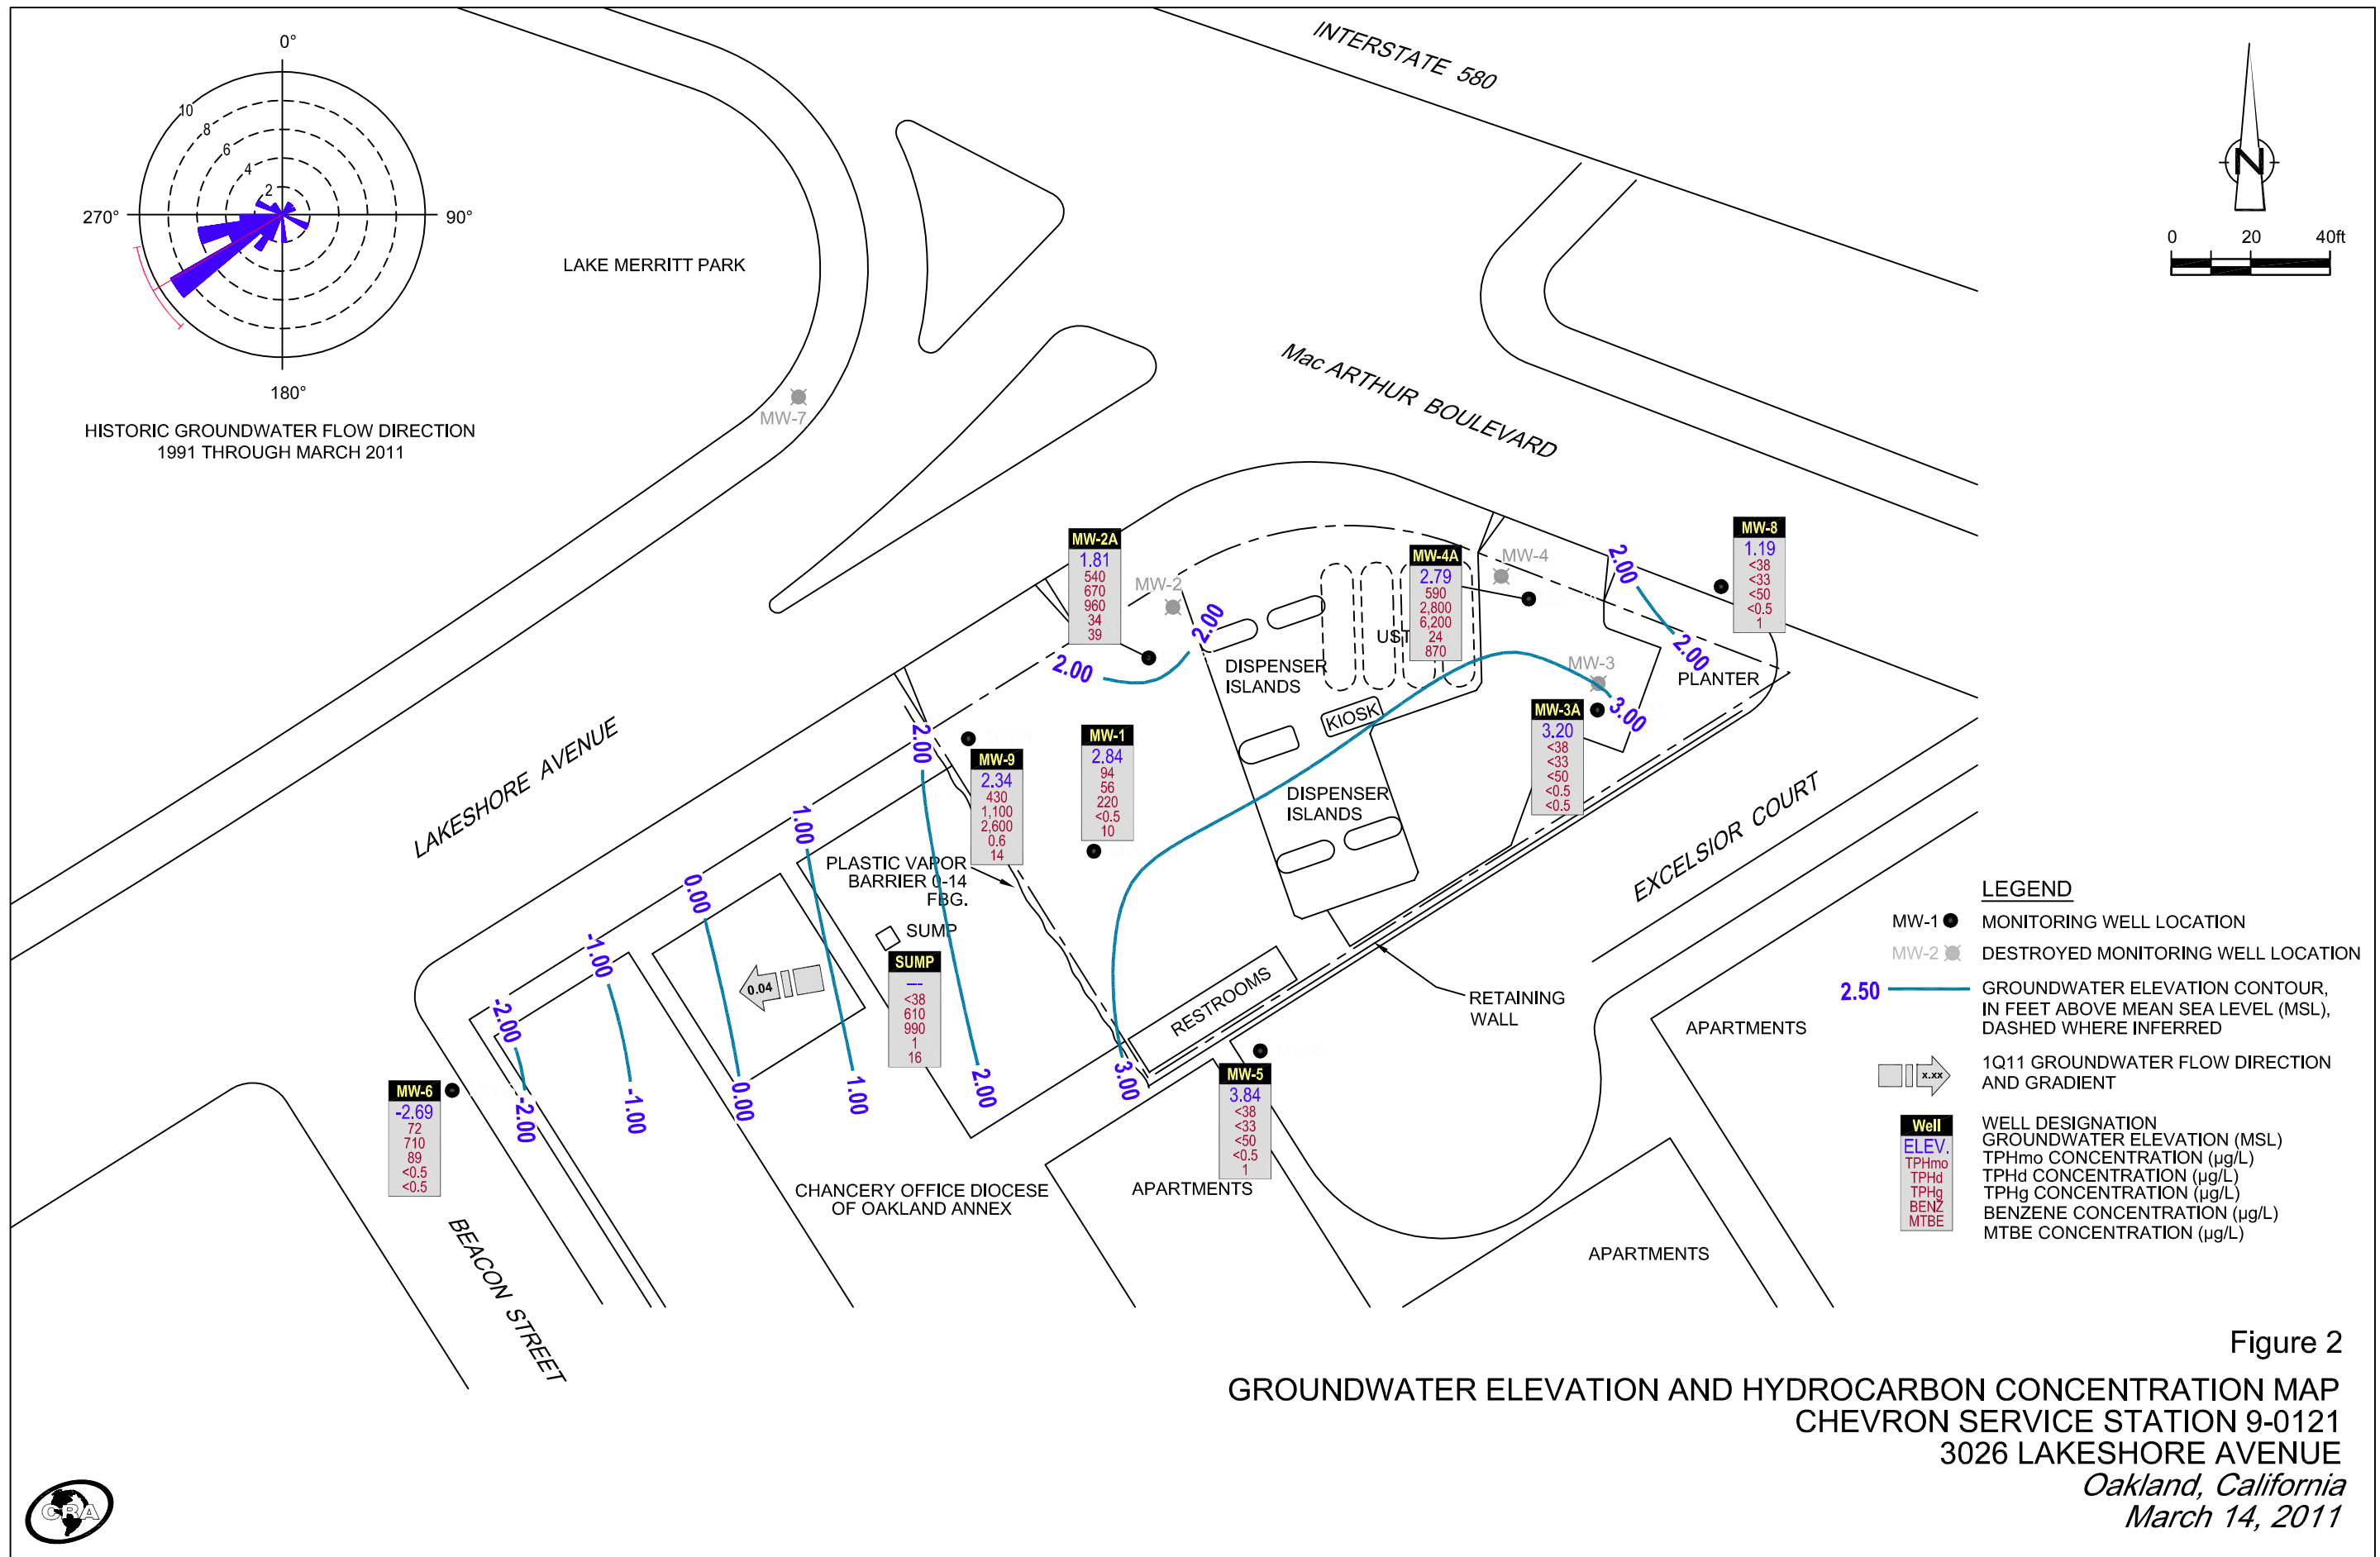 0°
10
8
6
4
2
270°
90°
180°
HISTORIC GROUNDWATER FLOW DIRECTION
1991 THROUGH MARCH 2011
INTERSTATE 580
N
0 20 40ft
LAKE MERRITT PARK
MW-7
Mac ARTHUR BOULEVARD
MW-2A
1.81
540
670
960
34
39
MW-2
2.00
2.00
MW-4A
2.79
590
2,800
6,200
24
870
MW-4
UST
2.00
2.00
MW-8
1.19
<38
<33
<50
<0.5
1
DISPENSER
ISLANDS
KIOSK
MW-3
PLANTER
MW-3A
3.20
<38
<33
<50
<0.5
<0.5
3.00
LAKESHORE AVENUE
2.00
MW-9
2.34
430
1,100
2,600
0.6
14
MW-1
2.84
94
56
220
<0.5
10
DISPENSER
ISLANDS
EXCELSIOR COURT
1.00
PLASTIC VAPOR
BARRIER 0-14
FBG.
0.00
SUMP
-1.00
0.04
SUMP
---
<38
610
990
1
16
-2.00
RESTROOMS
RETAINING
WALL
APARTMENTS
MW-6
-2.69
72
710
89
<0.5
<0.5
-2.00
-1.00
0.00
1.00
2.00
3.00
MW-5
3.84
<38
<33
<50
<0.5
1
CHANCERY OFFICE DIOCESE
OF OAKLAND ANNEX
APARTMENTS
APARTMENTS
BEACON STREET
LEGEND
MW-1 MONITORING WELL LOCATION
MW-2 DESTROYED MONITORING WELL LOCATION
2.50 GROUNDWATER ELEVATION CONTOUR,
IN FEET ABOVE MEAN SEA LEVEL (MSL),
DASHED WHERE INFERRED
x.xx 1Q11 GROUNDWATER FLOW DIRECTION
AND GRADIENT
Well WELL DESIGNATION
ELEV. GROUNDWATER ELEVATION (MSL)
TPHmo TPHmo CONCENTRATION (µg/L)
TPHd TPHd CONCENTRATION (µg/L)
TPHg TPHg CONCENTRATION (µg/L)
BENZ BENZENE CONCENTRATION (µg/L)
MTBE MTBE CONCENTRATION (µg/L)
Figure 2
GROUNDWATER ELEVATION AND HYDROCARBON CONCENTRATION MAP
CHEVRON SERVICE STATION 9-0121
3026 LAKESHORE AVENUE
Oakland, California
March 14, 2011
CRA